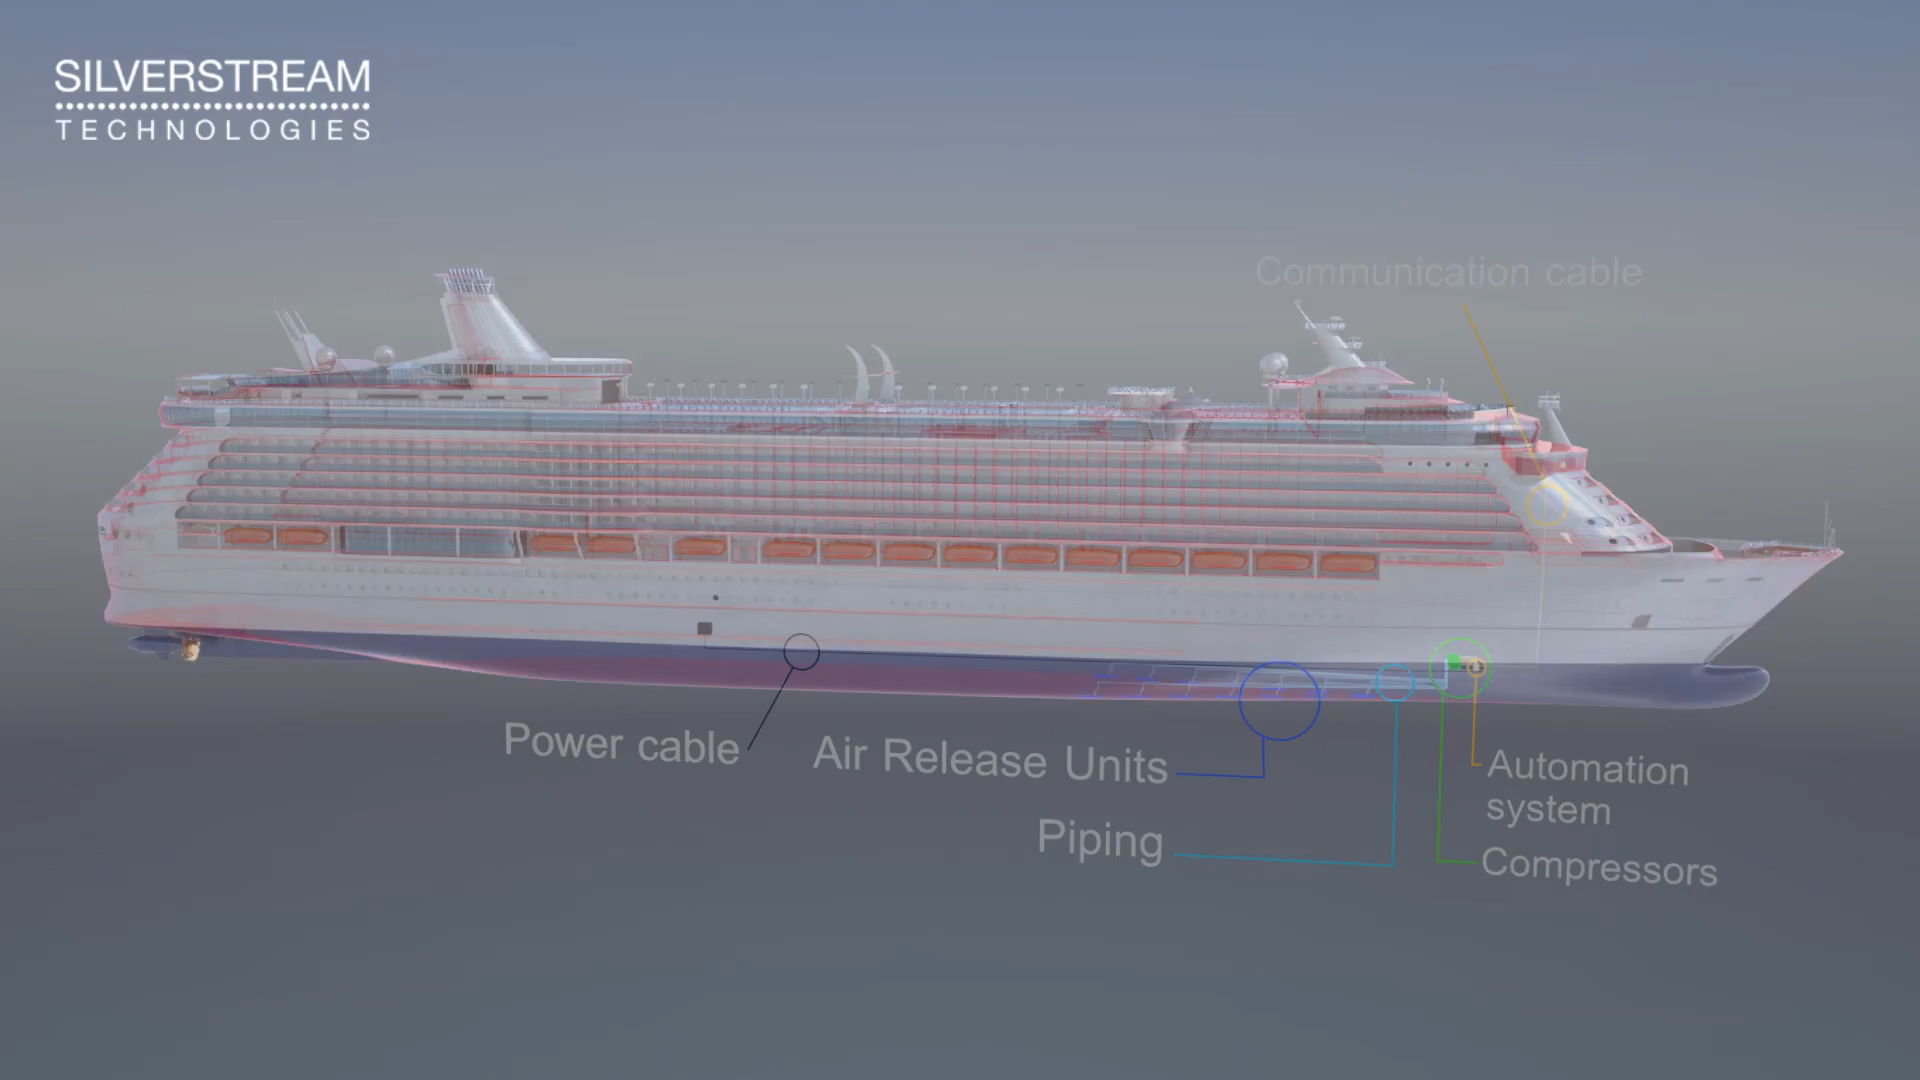 SILVERSTREAM
TECHNOLOGIES
Communication cable
Power cable
Air Release Units
Piping
Automation
system
Compressors